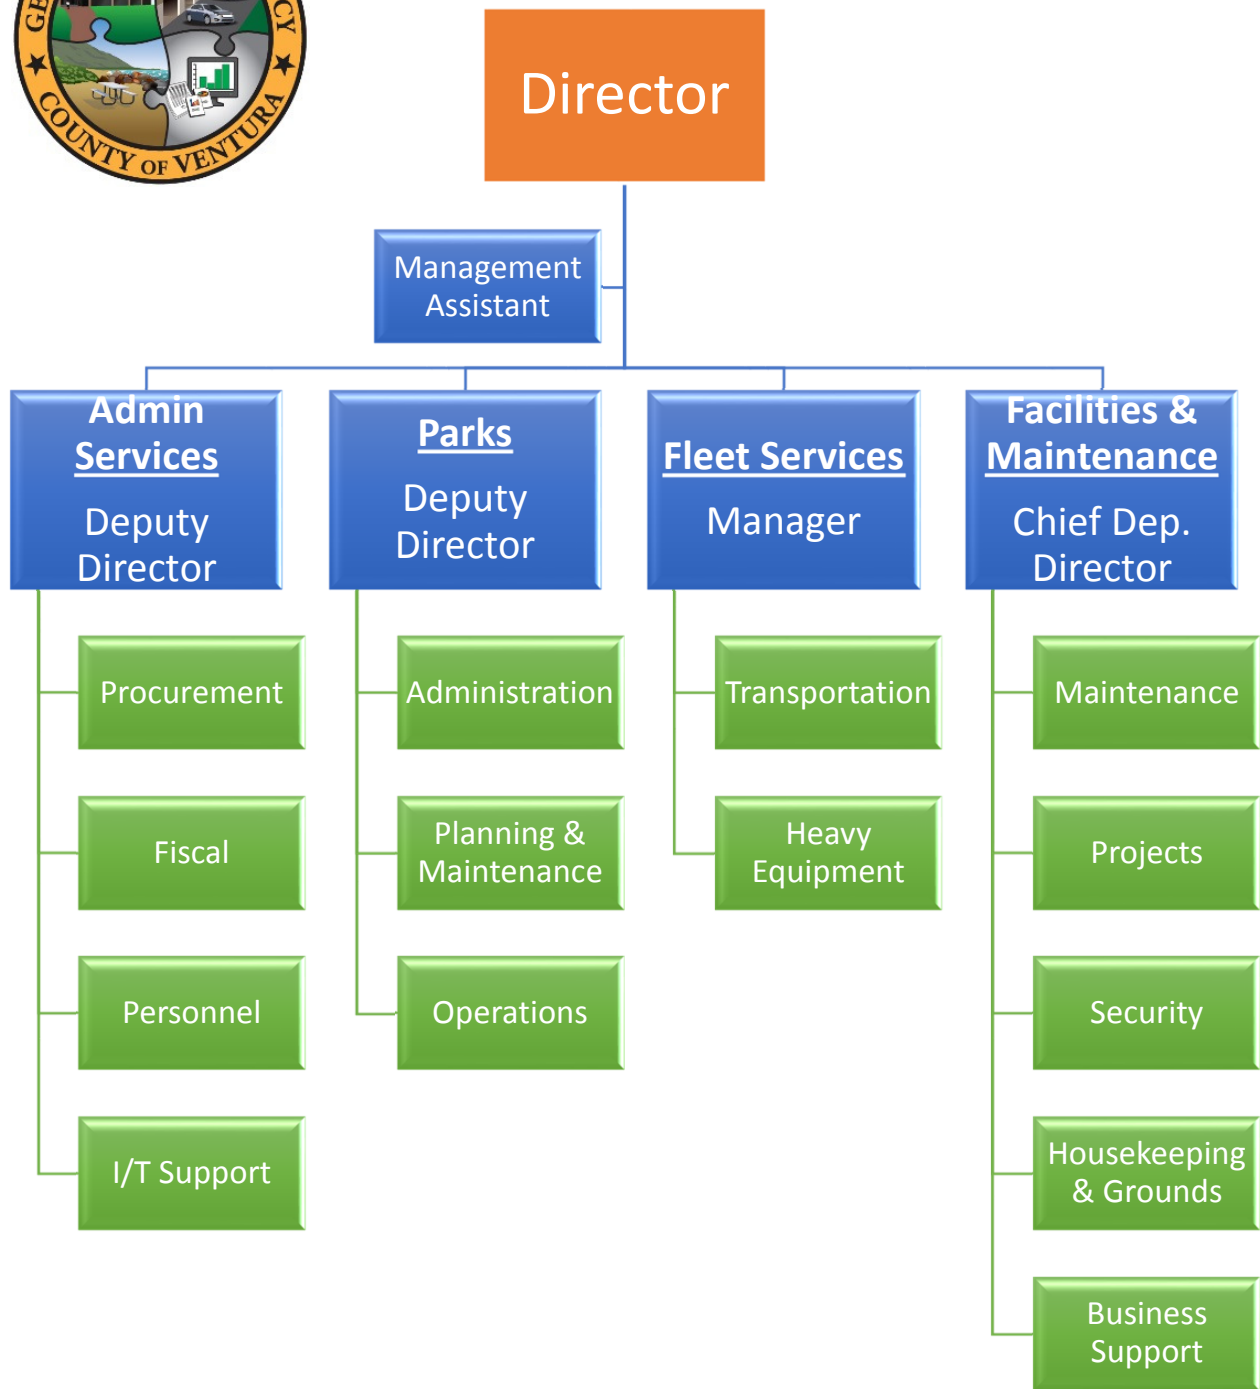 COUNTY OF VENTURA
Director
Management
Assistant
Admin
Services
Deputy
Director
Parks
Deputy
Director
Fleet Services
Manager
Facilities &
Maintenance
Chief Dep.
Director
Procurement
Fiscal
Personnel
I/T Support
Administration
Planning &
Maintenance
Operations
Transportation
Heavy
Equipment
Maintenance
Projects
Security
Housekeeping
& Grounds
Business
Support